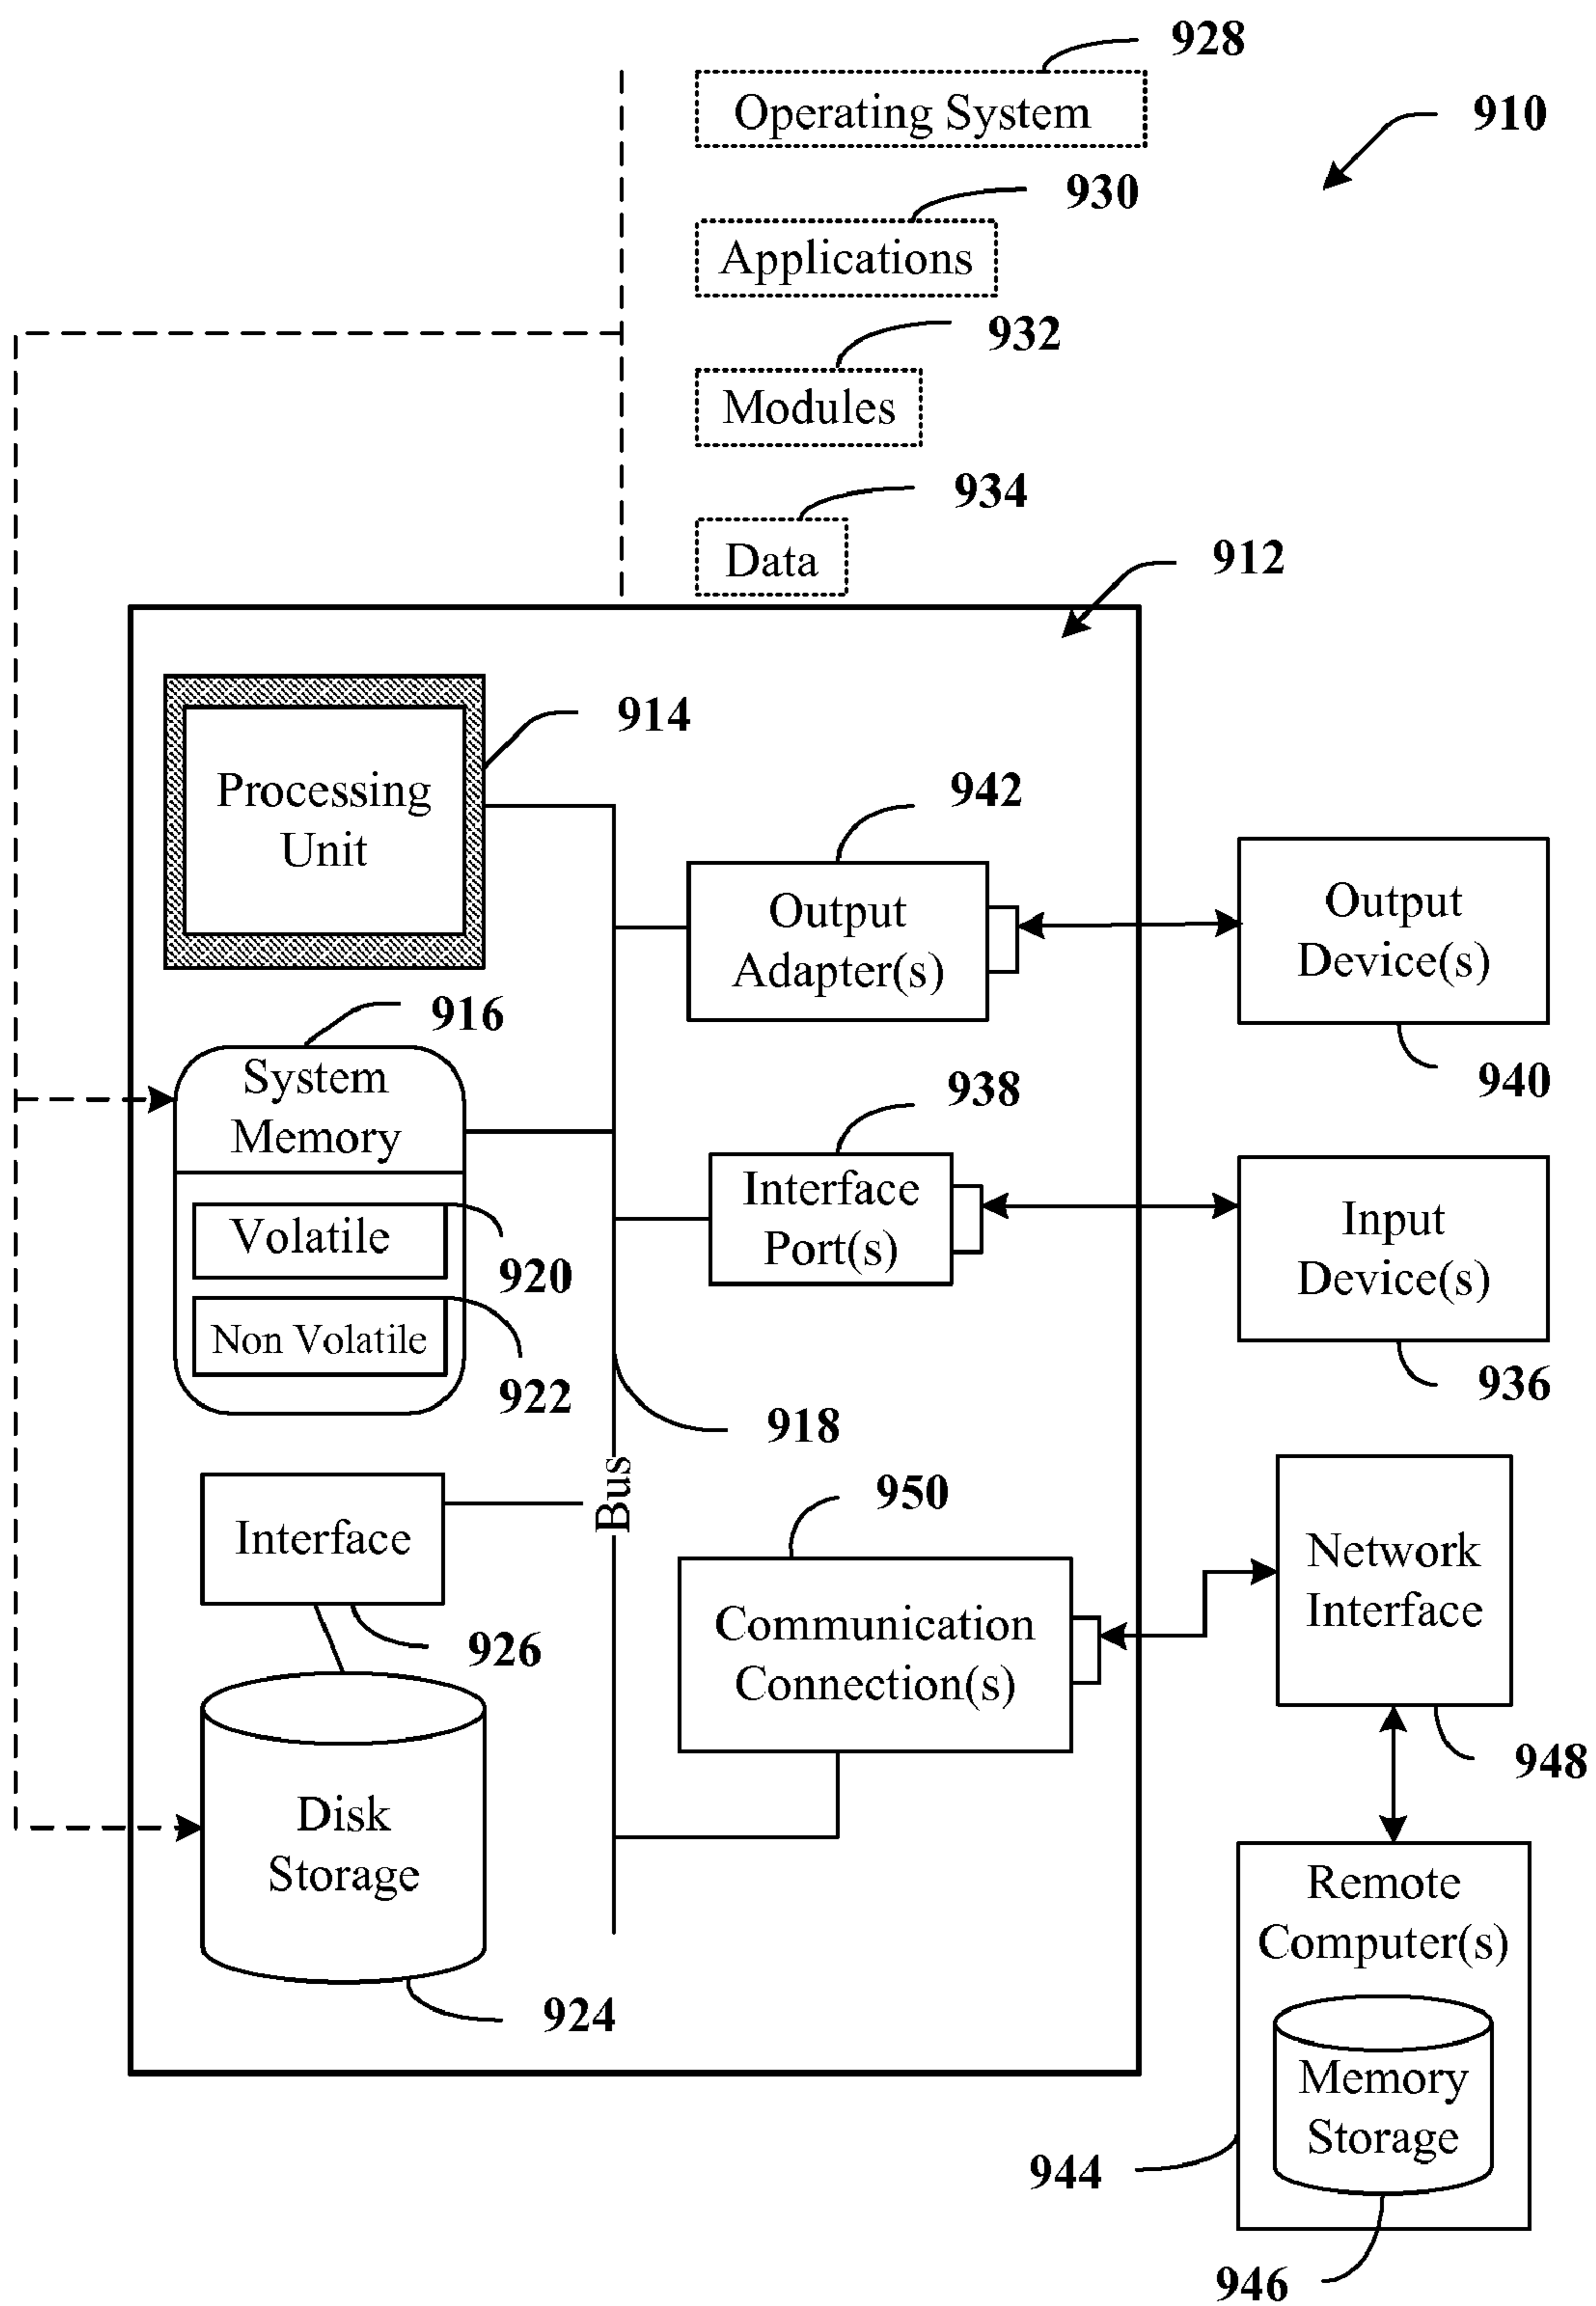 928
Operating System
910
930
Applications
932
Modules
934
Data
912
914
Processing
Unit
942
Output
Adapter(s)
Output
Device(s)
940
916
System
Memory
938
Interface
Port(s)
Input
Device(s)
936
Volatile
920
Non Volatile
922
918
Bus
950
Interface
926
Communication
Connection(s)
Network
Interface
948
Disk
Storage
924
Remote
Computer(s)
Memory
Storage
944
946